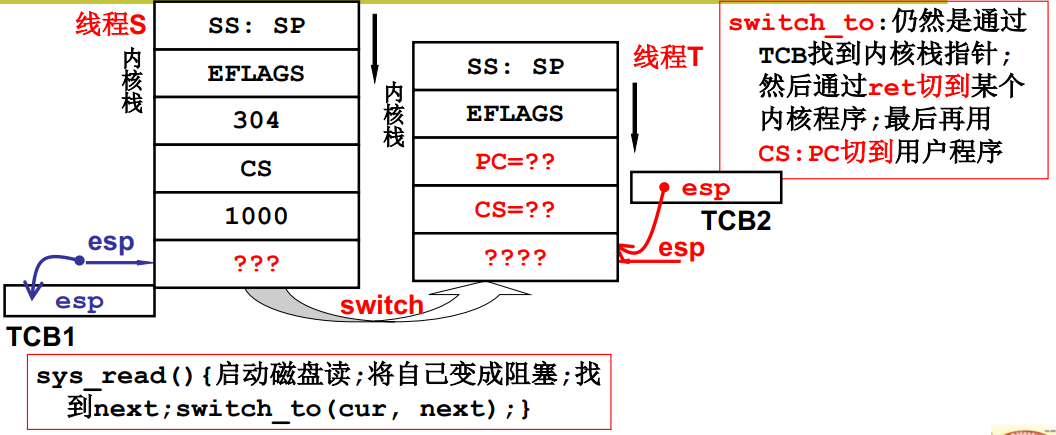 线程S
内核栈
SS: SP
EFLAGS
304
CS
1000
???
esp
esp
TCB1
switch
线程T
内核栈
SS: SP
EFLAGS
PC=??
CS=??
????
esp
TCB2
esp
switch_to:仍然是通过
TCB找到内核栈指针;
然后通过ret切到某个
内核程序;最后再用
CS:PC切到用户程序
sys_read(){启动磁盘读;将自己变成阻塞;找
到next;switch_to(cur, next);}